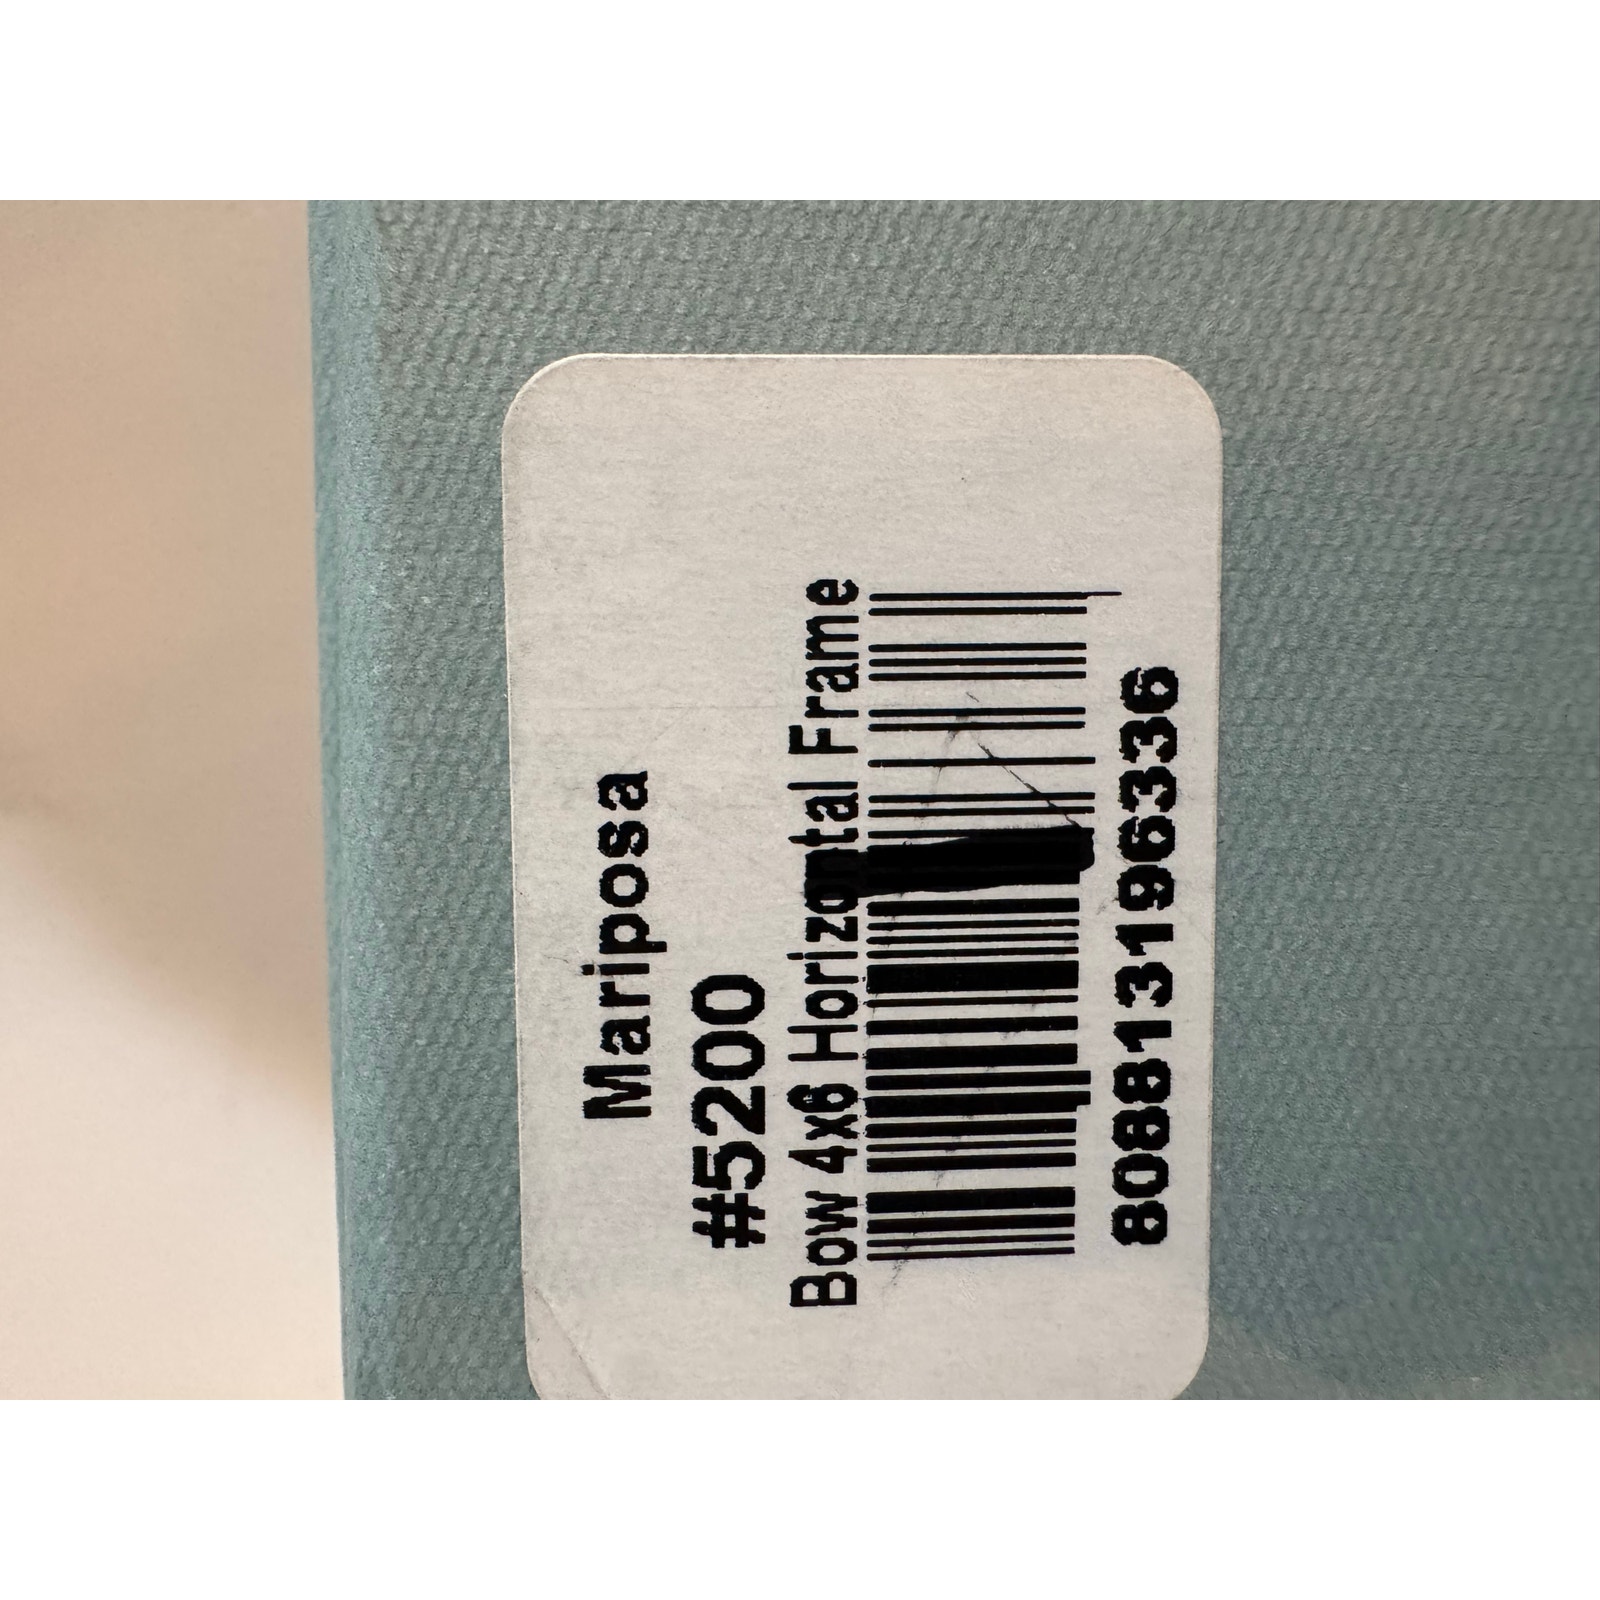 Mariposa
#5200
Bow 4x6 Horizontal Frame
808813196336